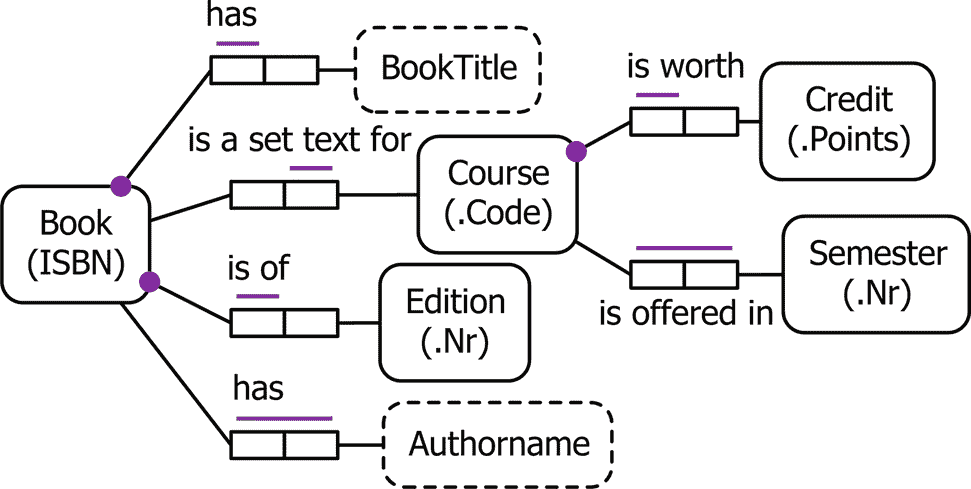 has
BookTitle
is worth
Credit
(.Points)
is a set text for
Course
(.Code)
Book
(ISBN)
is of
Edition
(.Nr)
Semester
(.Nr)
is offered in
has
Authorname